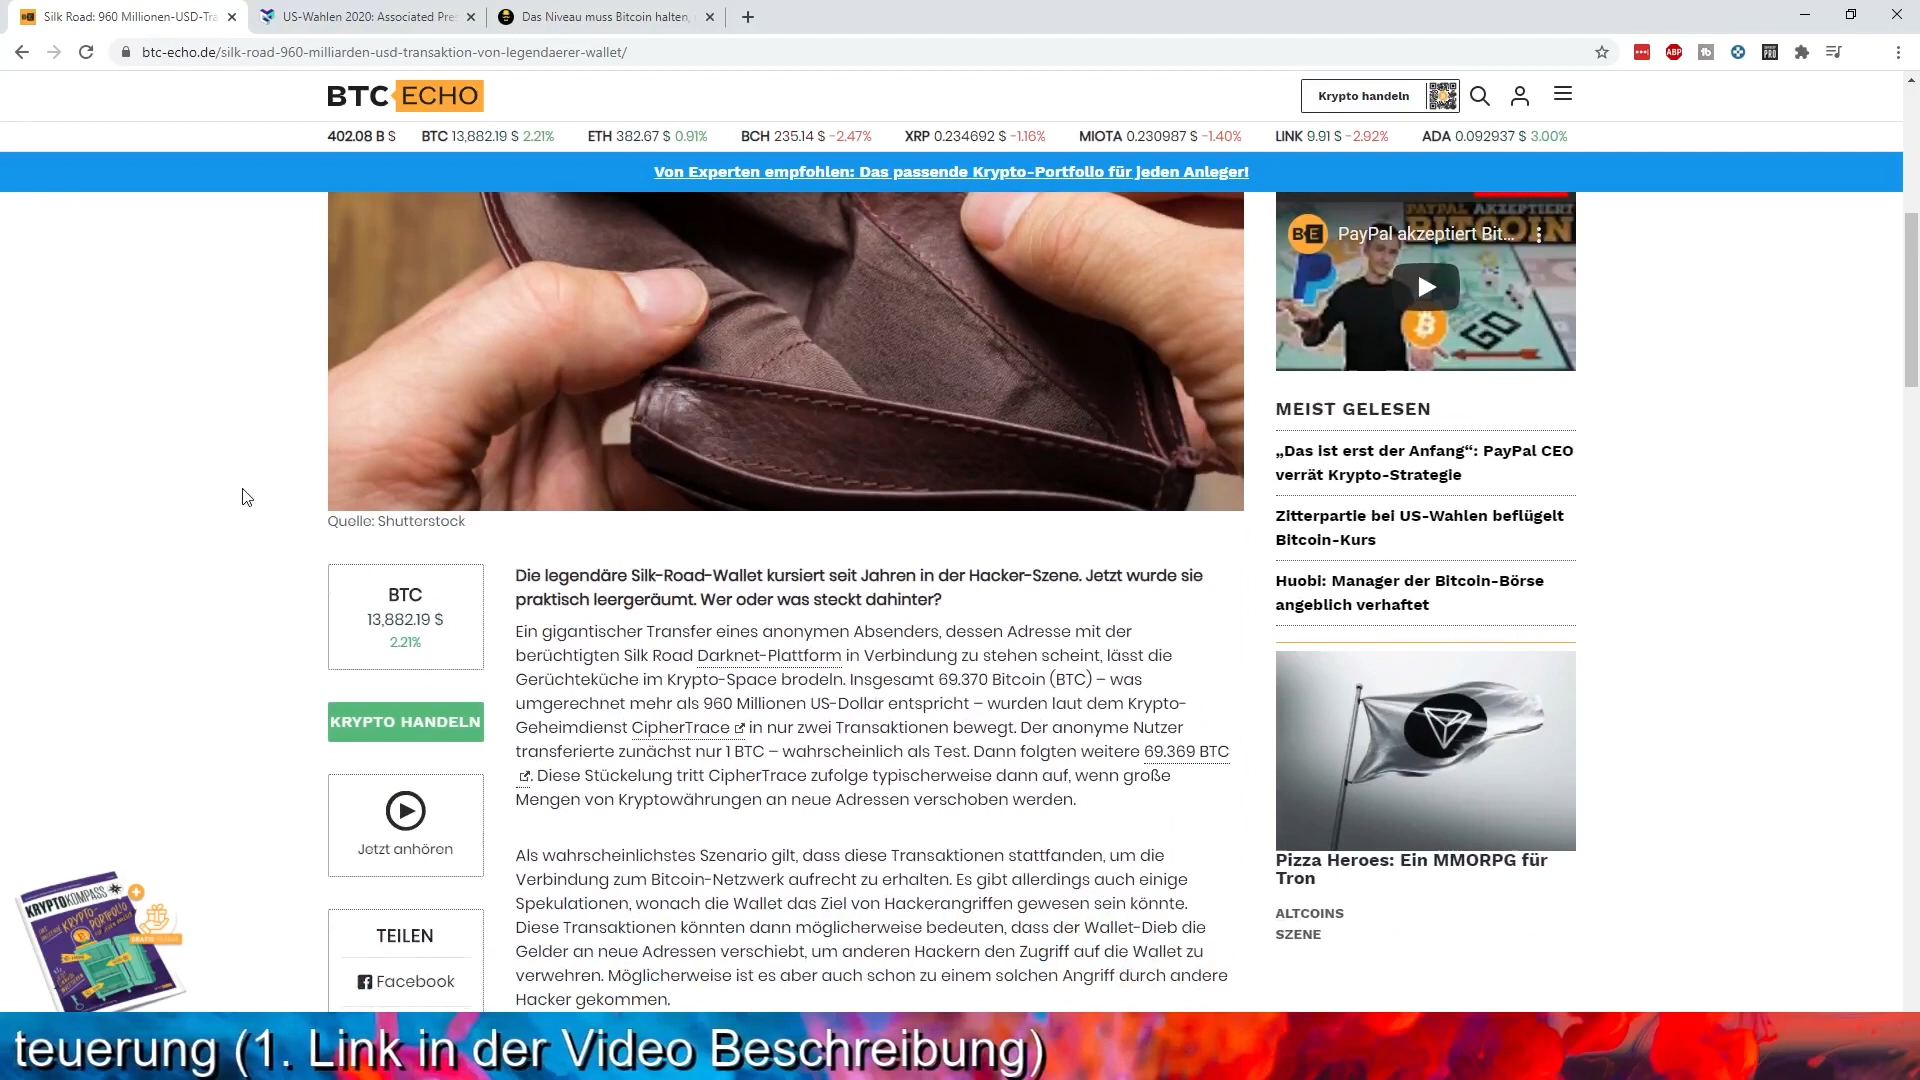 Silk Road: 960 Millionen-USD-Tra
US-Wahlen 2020: Associated Pre
Das Niveau muss Bitcoin halten,
btc-echo.de/silk-road-960-milliarden-usd-transaktion-von-legendaerer-wallet/
BTC ECHO
Krypto handeln
402.08 B $ BTC 13,882.19 $ 2.21% ETH 382.67 $ 0.91% BCH 235.14 $ -2.47% XRP 0.234692 $ -1.16% MIOTA 0.230987 $ -1.40% LINK 9.91 $ -2.92% ADA 0.092937 $ 3.00%
Von Experten empfohlen: Das passende Krypto-Portfolio für jeden Anleger!
Quelle: Shutterstock
BTC
13,882.19 $
2.21%
KRYPTO HANDELN
Jetzt anhören
TEILEN
Facebook
Die legendäre Silk-Road-Wallet kursiert seit Jahren in der Hacker-Szene. Jetzt wurde sie
praktisch leergeräumt. Wer oder was steckt dahinter?
Ein gigantischer Transfer eines anonymen Absenders, dessen Adresse mit der
berüchtigten Silk Road Darknet-Plattform in Verbindung zu stehen scheint, lässt die
Gerüchteküche im Krypto-Space brodeln. Insgesamt 69.370 Bitcoin (BTC) – was
umgerechnet mehr als 960 Millionen US-Dollar entspricht – wurden laut dem Krypto-
Geheimdienst CipherTrace in nur zwei Transaktionen bewegt. Der anonyme Nutzer
transferierte zunächst nur 1 BTC – wahrscheinlich als Test. Dann folgten weitere 69.369 BTC
. Diese Stückelung tritt CipherTrace zufolge typischerweise dann auf, wenn große
Mengen von Kryptowährungen an neue Adressen verschoben werden.
Als wahrscheinlichstes Szenario gilt, dass diese Transaktionen stattfanden, um die
Verbindung zum Bitcoin-Netzwerk aufrecht zu erhalten. Es gibt allerdings auch einige
Spekulationen, wonach die Wallet das Ziel von Hackerangriffen gewesen sein könnte.
Diese Transaktionen könnten dann möglicherweise bedeuten, dass der Wallet-Dieb die
Gelder an neue Adressen verschiebt, um anderen Hackern den Zugriff auf die Wallet zu
verwehren. Möglicherweise ist es aber auch schon zu einem solchen Angriff durch andere
Hacker gekommen.
PAYPAL AKZEPTIERT
BITCOIN
BE PayPal akzeptiert Bit...
GO
MEIST GELESEN
„Das ist erst der Anfang“: PayPal CEO
verrät Krypto-Strategie
Zitterpartie bei US-Wahlen beflügelt
Bitcoin-Kurs
Huobi: Manager der Bitcoin-Börse
angeblich verhaftet
Pizza Heroes: Ein MMORPG für
Tron
ALTCOINS
SZENE
KRYPTOKOMPASS
KRYPTO-
PORTFOLIO
teuerung (1. Link in der Video Beschreibung)